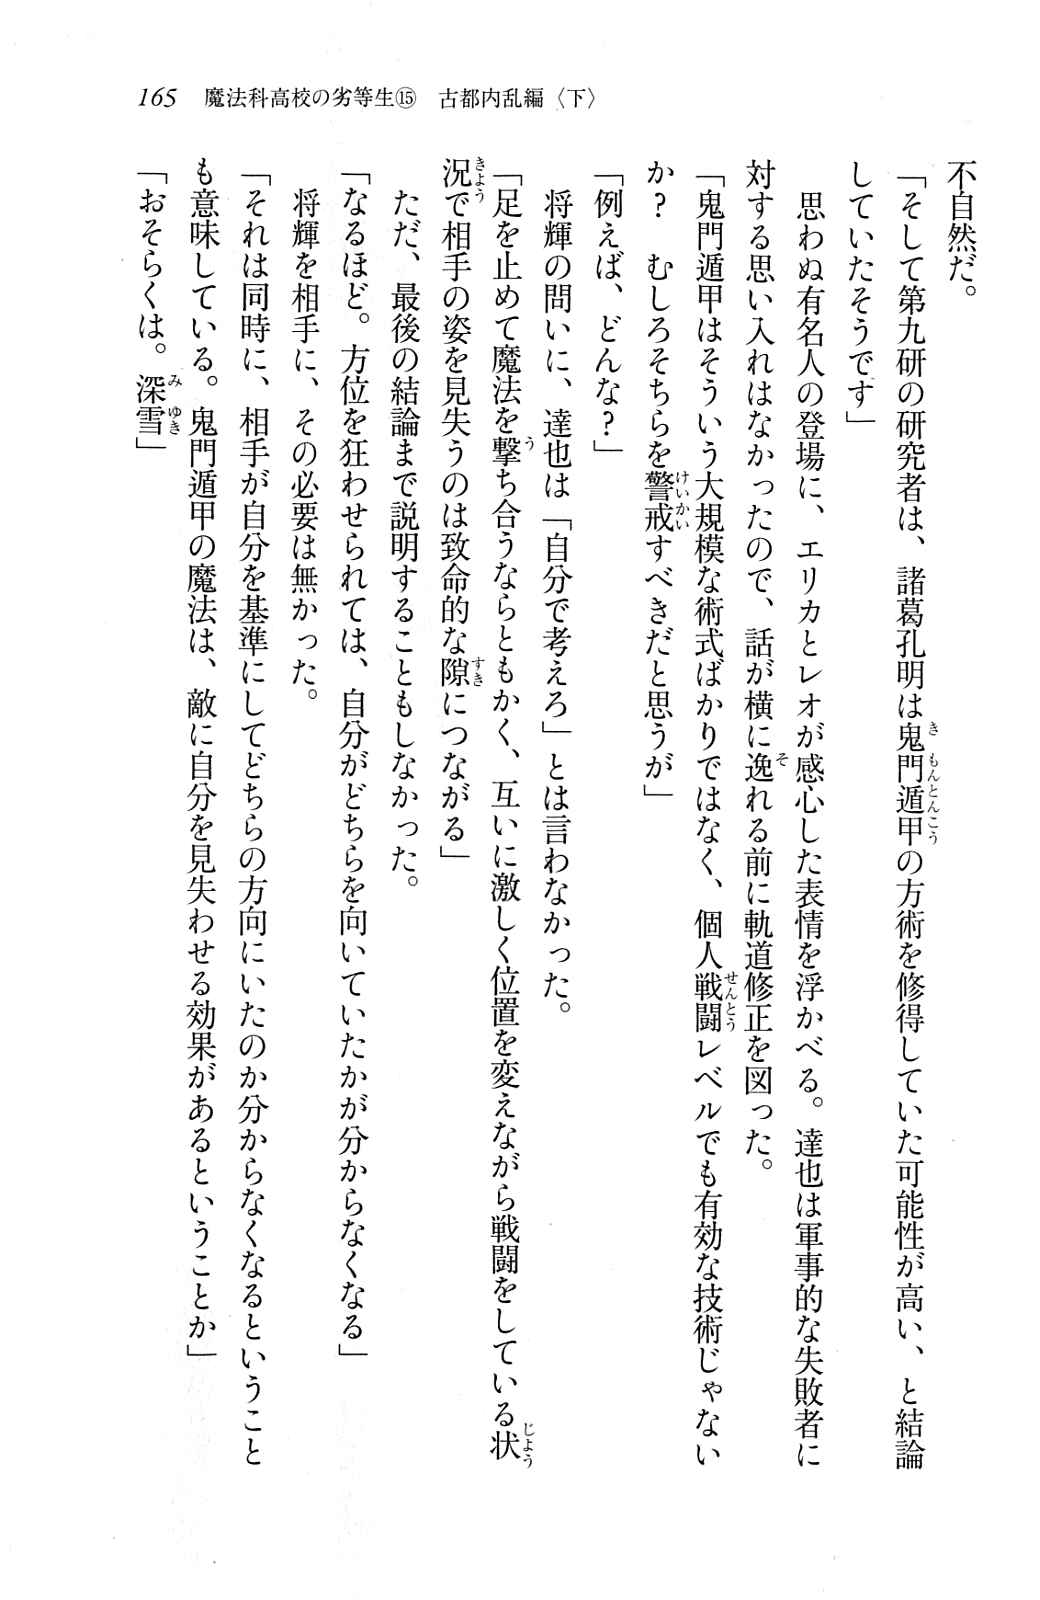 165 魔法科高校の劣等生⑮ 古都内乱編〈下〉
不自然だ。
「そして第九研の研究者は、諸葛孔明は鬼門遁甲の方術を修得していた可能性が高い、と結論
していたそうです」
思わぬ有名人の登場に、エリカとレオが感心した表情を浮かべる。達也は軍事的な失敗者に
対する思い入れはなかったので、話が横に逸れる前に軌道修正を図った。
「鬼門遁甲はそういう大規模な術式ばかりではなく、個人戦闘レベルでも有効な技術じゃない
か？　むしろそちらを警戒すべきだと思うが」
「例えば、どんな？」
将輝の問いに、達也は「自分で考えろ」とは言わなかった。
「足を止めて魔法を撃ち合うならともかく、互いに激しく位置を変えながら戦闘をしている状
況で相手の姿を見失うのは致命的な隙につながる」
ただ、最後の結論まで説明することもしなかった。
「なるほど。方位を狂わせられては、自分がどちらを向いていたかが分からなくなる」
将輝を相手に、その必要は無かった。
「それは同時に、相手が自分を基準にしてどちらの方向にいたのか分からなくなるということ
も意味している。鬼門遁甲の魔法は、敵に自分を見失わせる効果があるということか」
「おそらくは。深雪」